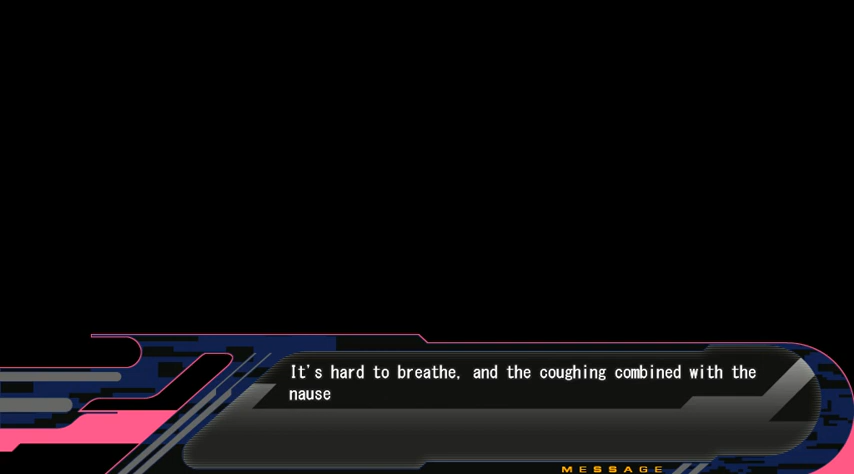 It's hard to breathe, and the coughing combined with the
nause
MESSAGE